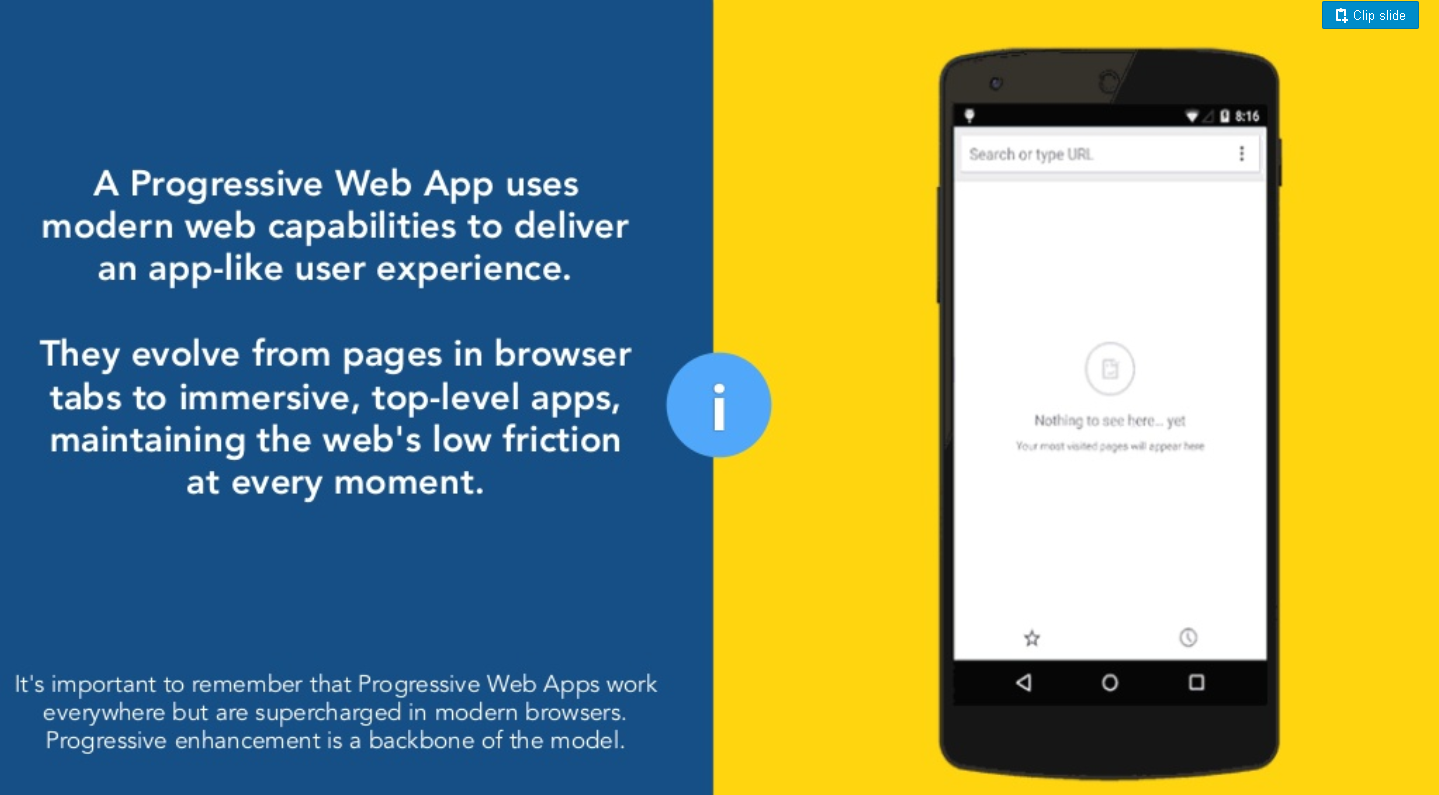 Clip slide
A Progressive Web App uses
modern web capabilities to deliver
an app-like user experience.
They evolve from pages in browser
tabs to immersive, top-level apps,
maintaining the web's low friction
at every moment.
It's important to remember that Progressive Web Apps work
everywhere but are supercharged in modern browsers.
Progressive enhancement is a backbone of the model.
i
8:16
Search or type URL
Nothing to see here... yet
Your most visited pages will appear here